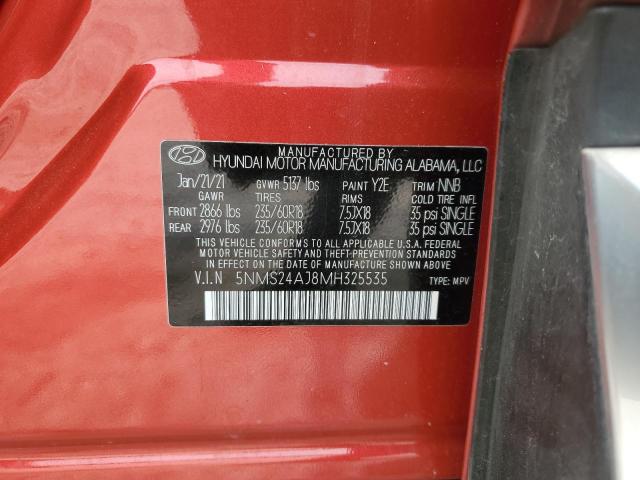 MANUFACTURED BY
HYUNDAI MOTOR MANUFACTURING ALABAMA, LLC
Jan/21/21 GVWR 5137 lbs PAINT Y2E TRIM NNB
GAWR TIRES RIMS COLD TIRE INFL
FRONT 2866 lbs 235/60R18 7.5JX18 35 psi SINGLE
REAR 2976 lbs 235/60R18 7.5JX18 35 psi SINGLE
THIS VEHICLE CONFORMS TO ALL APPLICABLE U.S.A. FEDERAL
MOTOR VEHICLE SAFETY AND THEFT PREVENTION STANDARDS
IN EFFECT ON THE DATE OF MANUFACTURE SHOWN ABOVE.
V.I.N 5NMS24AJ8MH325535
TYPE: MPV